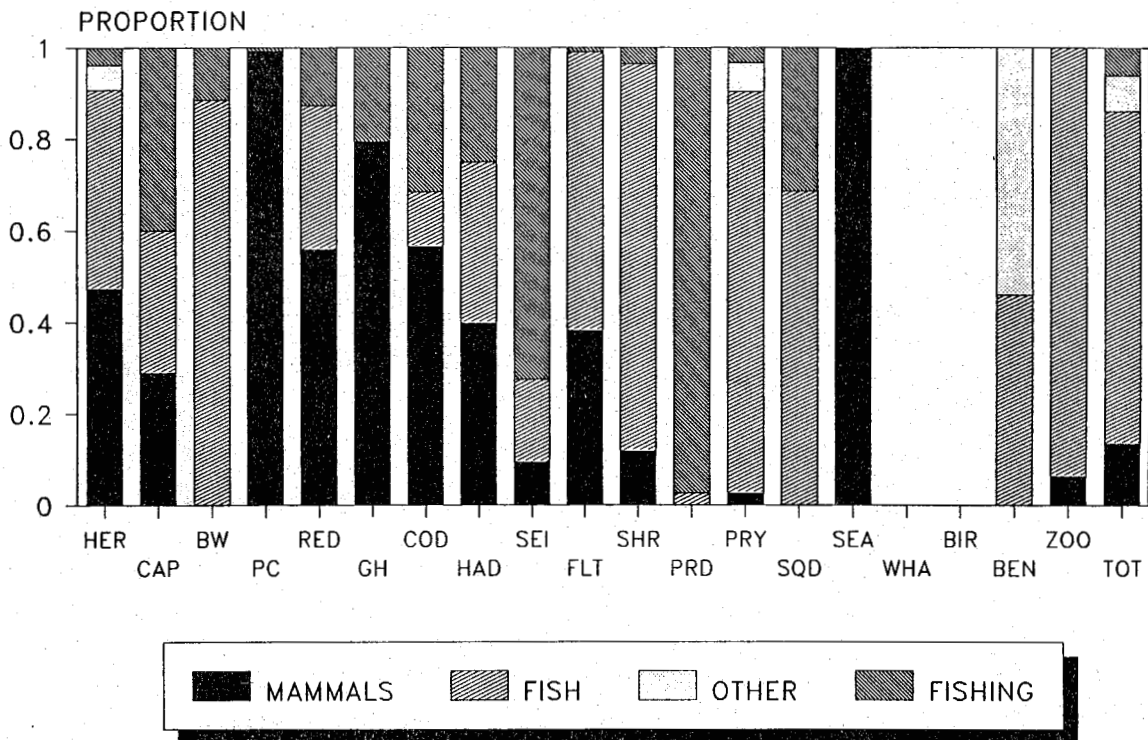 PROPORTION
1
0.8
0.6
0.4
0.2
0
HER BW RED COD SEI SHR PRY SEA BIR ZOO
CAP PC GH HAD FLT PRD SQD WHA BEN TOT
MAMMALS FISH OTHER FISHING